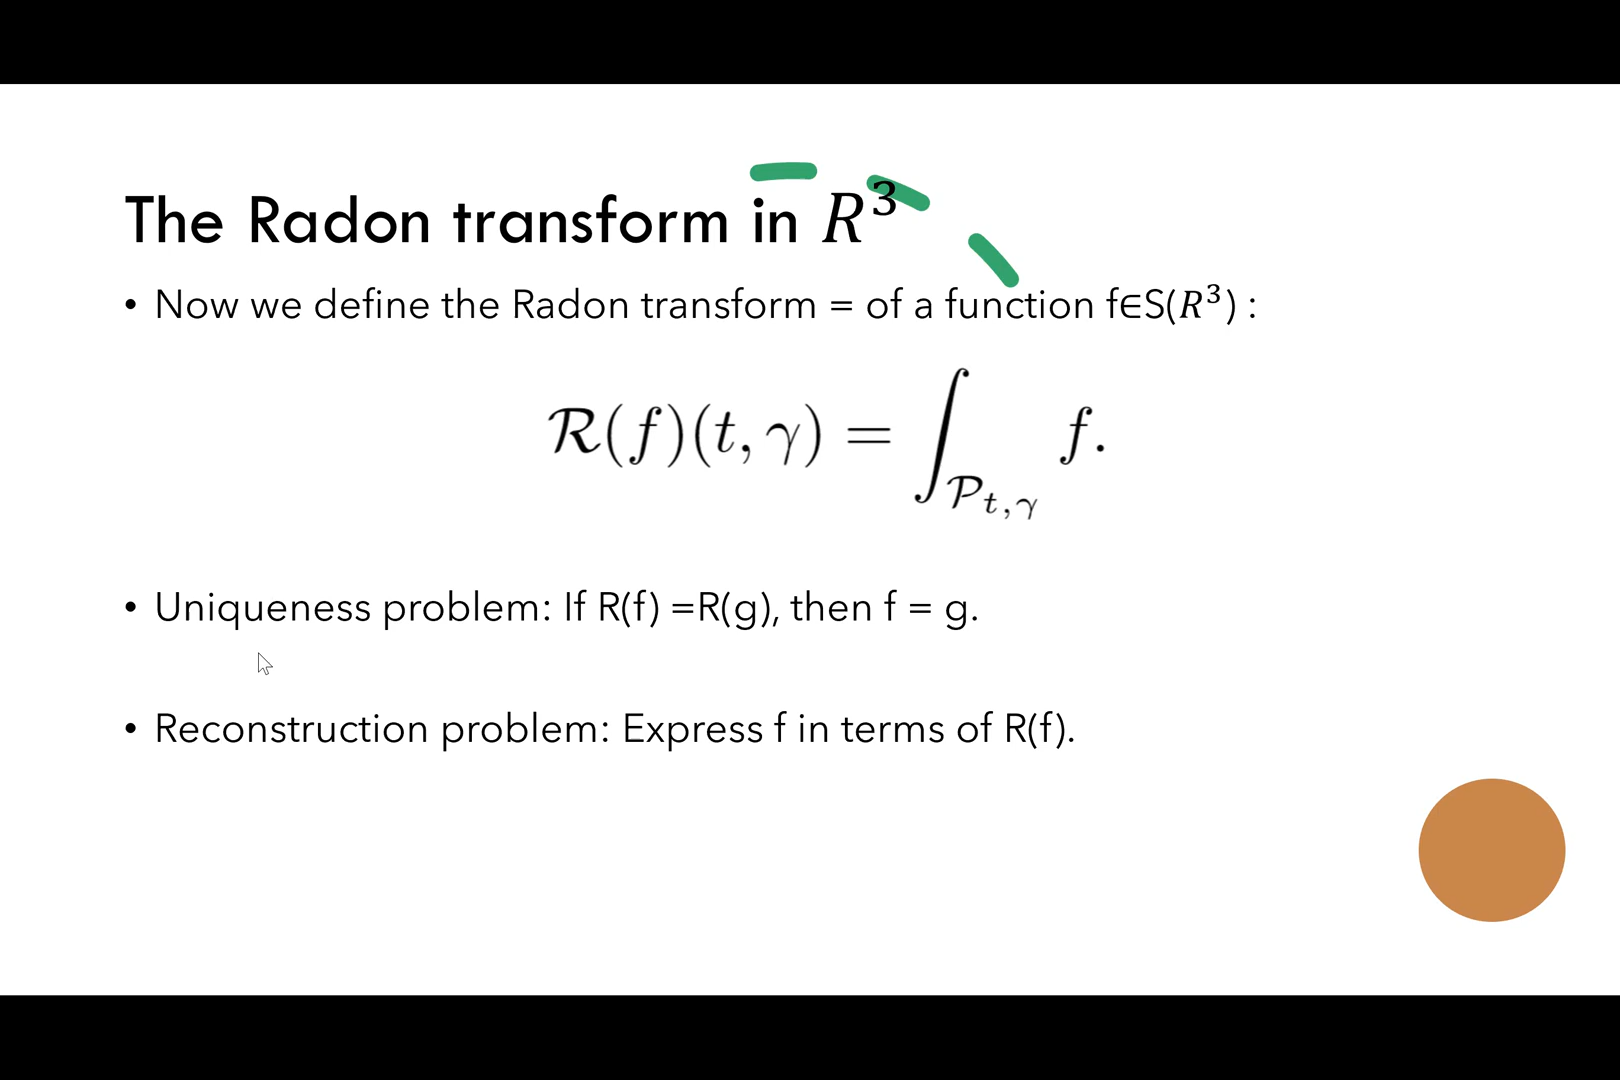 The Radon transform in R³
• Now we define the Radon transform = of a function f∈S(R³) :
ℛ(f)(t, γ) = ∫_{𝒫_{t,γ}} f.
• Uniqueness problem: If R(f) =R(g), then f = g.
• Reconstruction problem: Express f in terms of R(f).